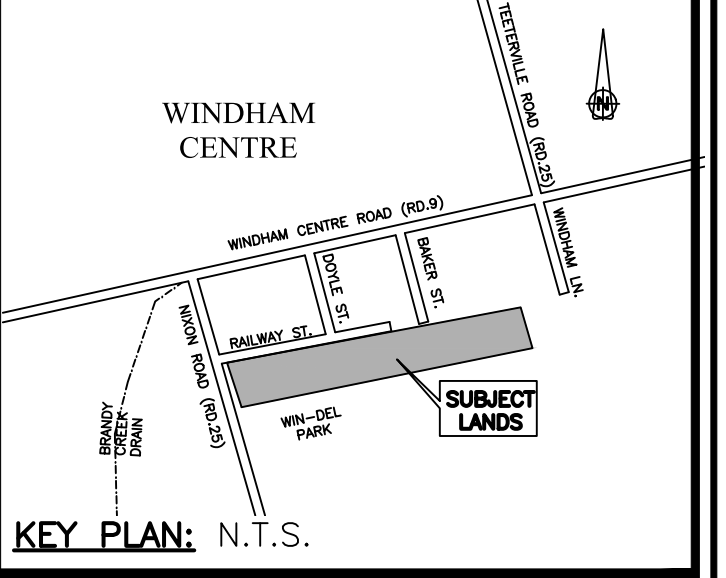 TEETERVILLE ROAD (RD.25)
N
WINDHAM
CENTRE
WINDHAM CENTRE ROAD (RD.9)
WINDHAM LN.
BAKER ST.
DOYLE ST.
RAILWAY ST.
NIXON ROAD (RD.25)
SUBJECT
LANDS
WIN-DEL
PARK
BRANDY
CREEK
DRAIN
KEY PLAN: N.T.S.